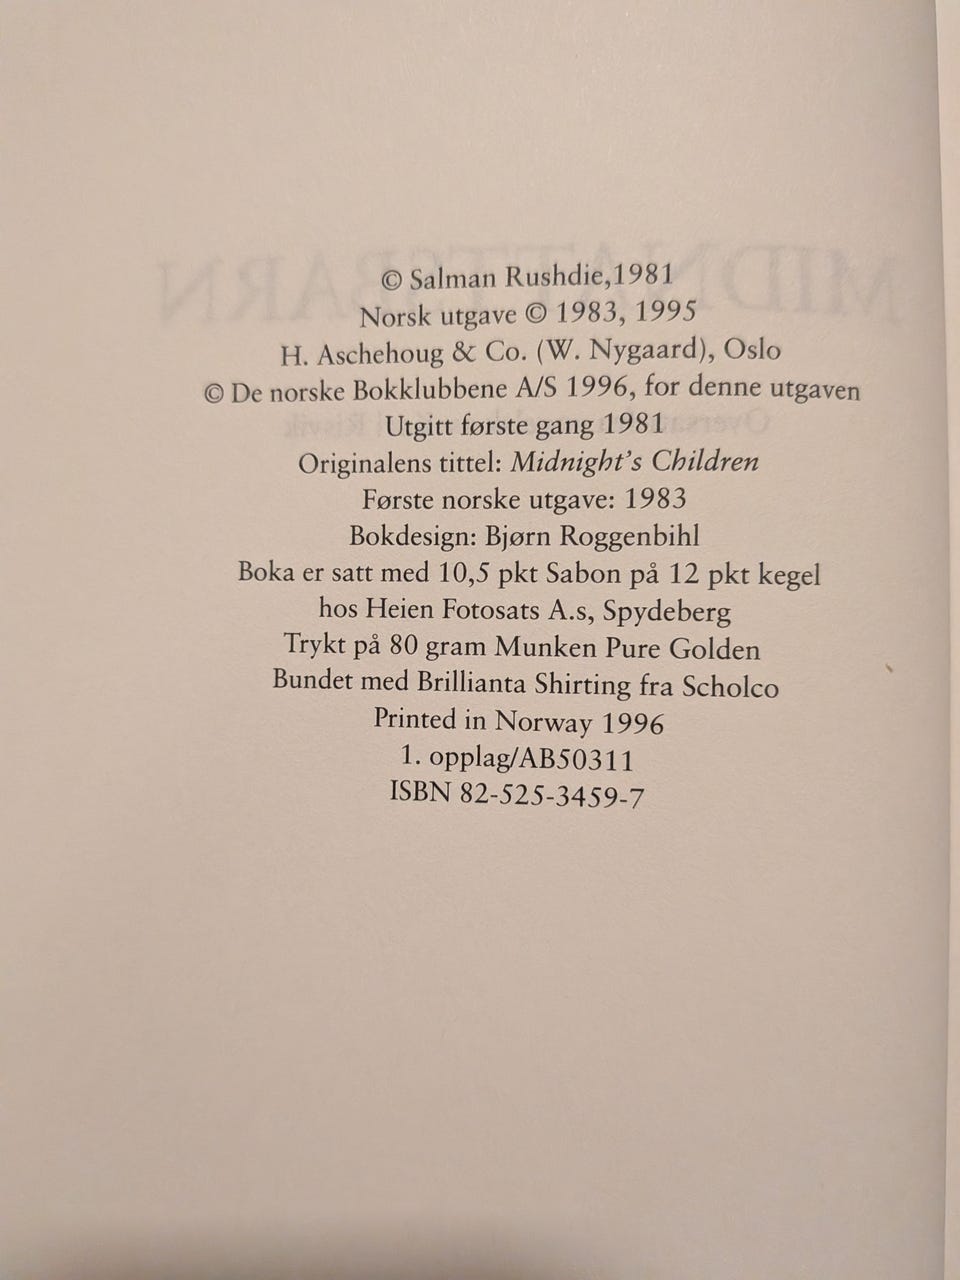 © Salman Rushdie,1981
Norsk utgave © 1983, 1995
H. Aschehoug & Co. (W. Nygaard), Oslo
© De norske Bokklubbene A/S 1996, for denne utgaven
Utgitt første gang 1981
Originalens tittel: Midnight's Children
Første norske utgave: 1983
Bokdesign: Bjørn Roggenbihl
Boka er satt med 10,5 pkt Sabon på 12 pkt kegel
hos Heien Fotosats A.s, Spydeberg
Trykt på 80 gram Munken Pure Golden
Bundet med Brillianta Shirting fra Scholco
Printed in Norway 1996
1. opplag/AB50311
ISBN 82-525-3459-7